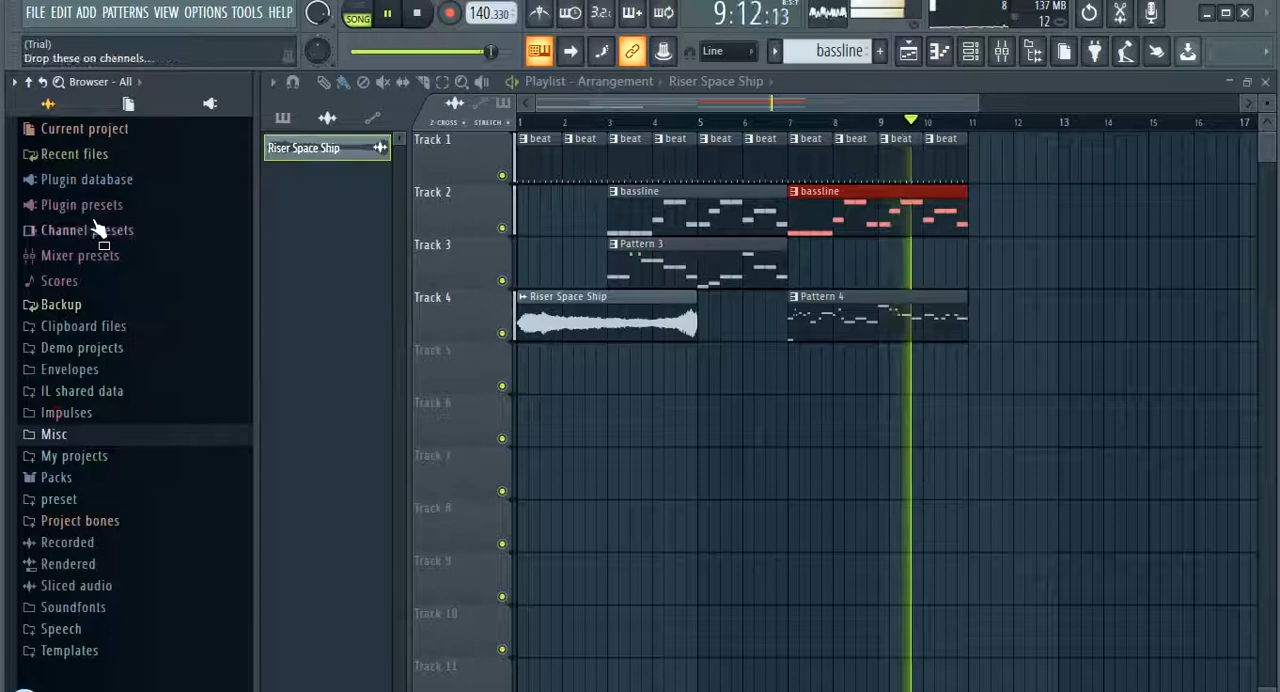 FILE EDIT ADD PATTERNS VIEW OPTIONS TOOLS HELP
SONG
140.330
3.2
9:12:13
B:S:T
8
137 MB
12
(Trial)
Drop these on channels...
Line
bassline
Browser - All
Playlist - Arrangement › Riser Space Ship
Z-CROSS
STRETCH
1 2 3 4 5 6 7 8 9 10 11 12 13 14 15 16 17
Current project
Recent files
Plugin database
Plugin presets
Channel presets
Mixer presets
Scores
Backup
Clipboard files
Demo projects
Envelopes
IL shared data
Impulses
Misc
My projects
Packs
preset
Project bones
Recorded
Rendered
Sliced audio
Soundfonts
Speech
Templates
Riser Space Ship
Track 1
beat beat beat beat beat beat beat beat beat beat
Track 2
bassline bassline
Track 3
Pattern 3
Track 4
Riser Space Ship
Pattern 4
Track 5
Track 6
Track 7
Track 8
Track 9
Track 10
Track 11